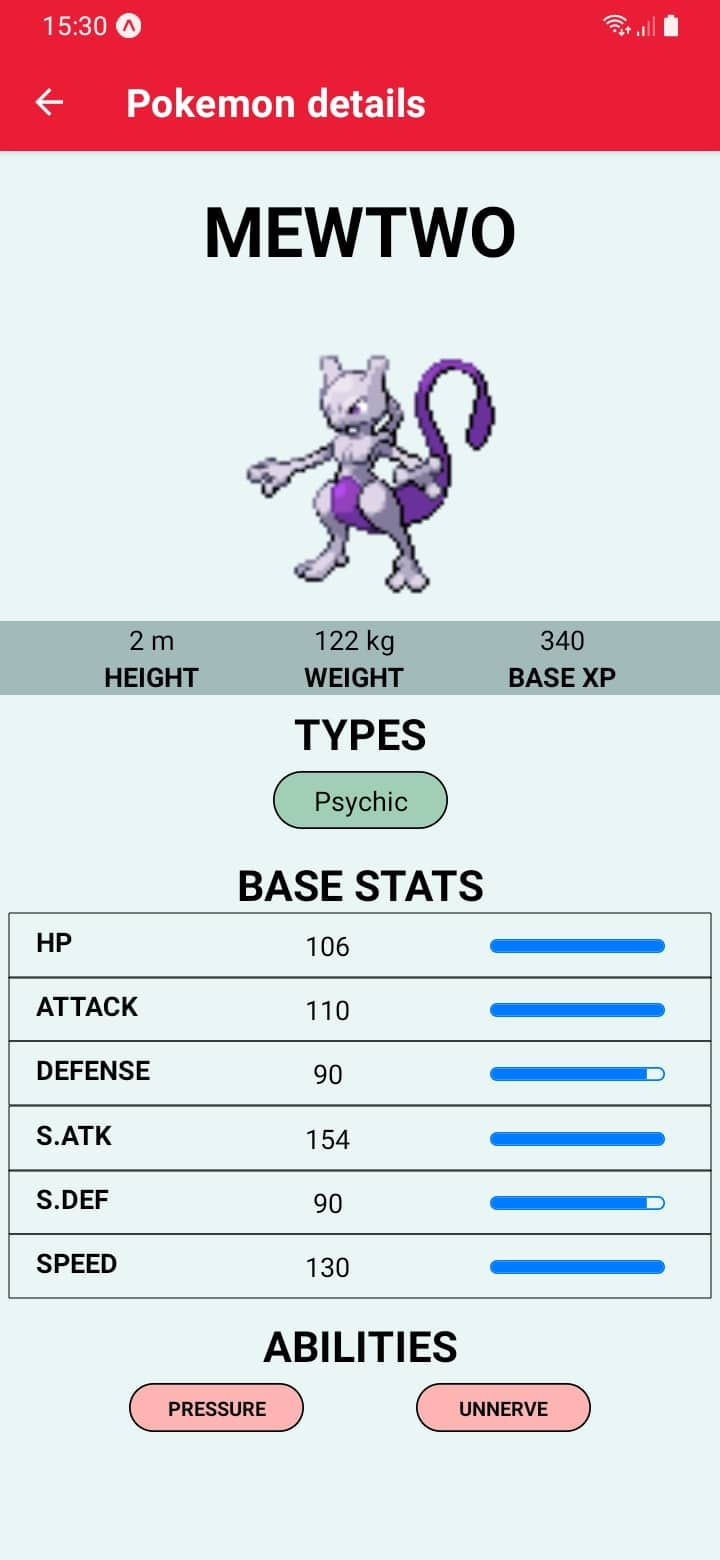 15:30
Pokemon details
MEWTWO
2 m 122 kg 340
HEIGHT WEIGHT BASE XP
TYPES
Psychic
BASE STATS
HP 106
ATTACK 110
DEFENSE 90
S.ATK 154
S.DEF 90
SPEED 130
ABILITIES
PRESSURE UNNERVE